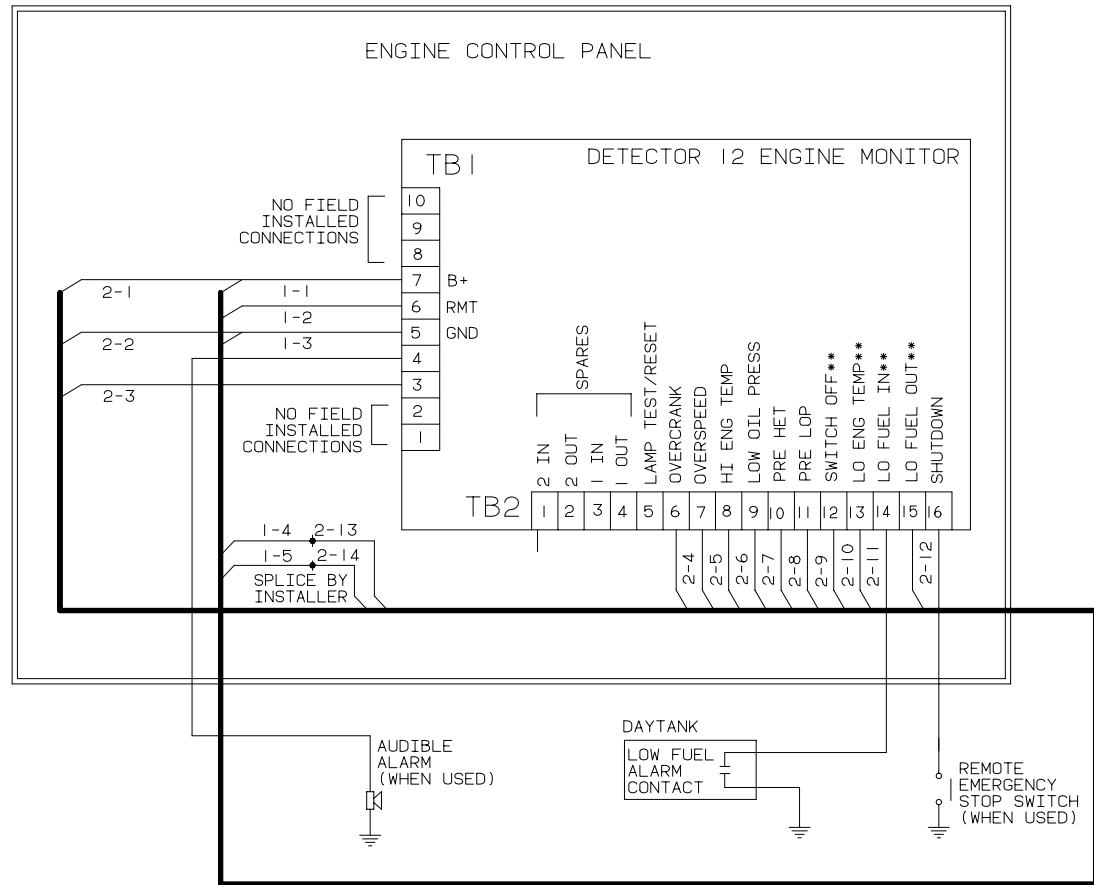 ENGINE CONTROL PANEL
TB1
DETECTOR 12 ENGINE MONITOR
NO FIELD
INSTALLED
CONNECTIONS
10
9
8
7
6
5
4
3
2
1
B+
RMT
GND
2-1
2-2
2-3
1-1
1-2
1-3
NO FIELD
INSTALLED
CONNECTIONS
SPARES
2 IN
2 OUT
1 IN
1 OUT
LAMP TEST/RESET
OVERCRANK
OVERSPEED
HI ENG TEMP
LOW OIL PRESS
PRE HET
PRE LOP
SWITCH OFF**
LO ENG TEMP**
LO FUEL IN**
LO FUEL OUT**
SHUTDOWN
TB2
1
2
3
4
5
6
7
8
9
10
11
12
13
14
15
16
1-4
2-13
1-5
2-14
SPLICE BY
INSTALLER
2-4
2-5
2-6
2-7
2-8
2-9
2-10
2-11
2-12
AUDIBLE
ALARM
(WHEN USED)
DAYTANK
LOW FUEL
ALARM
CONTACT
REMOTE
EMERGENCY
STOP SWITCH
(WHEN USED)